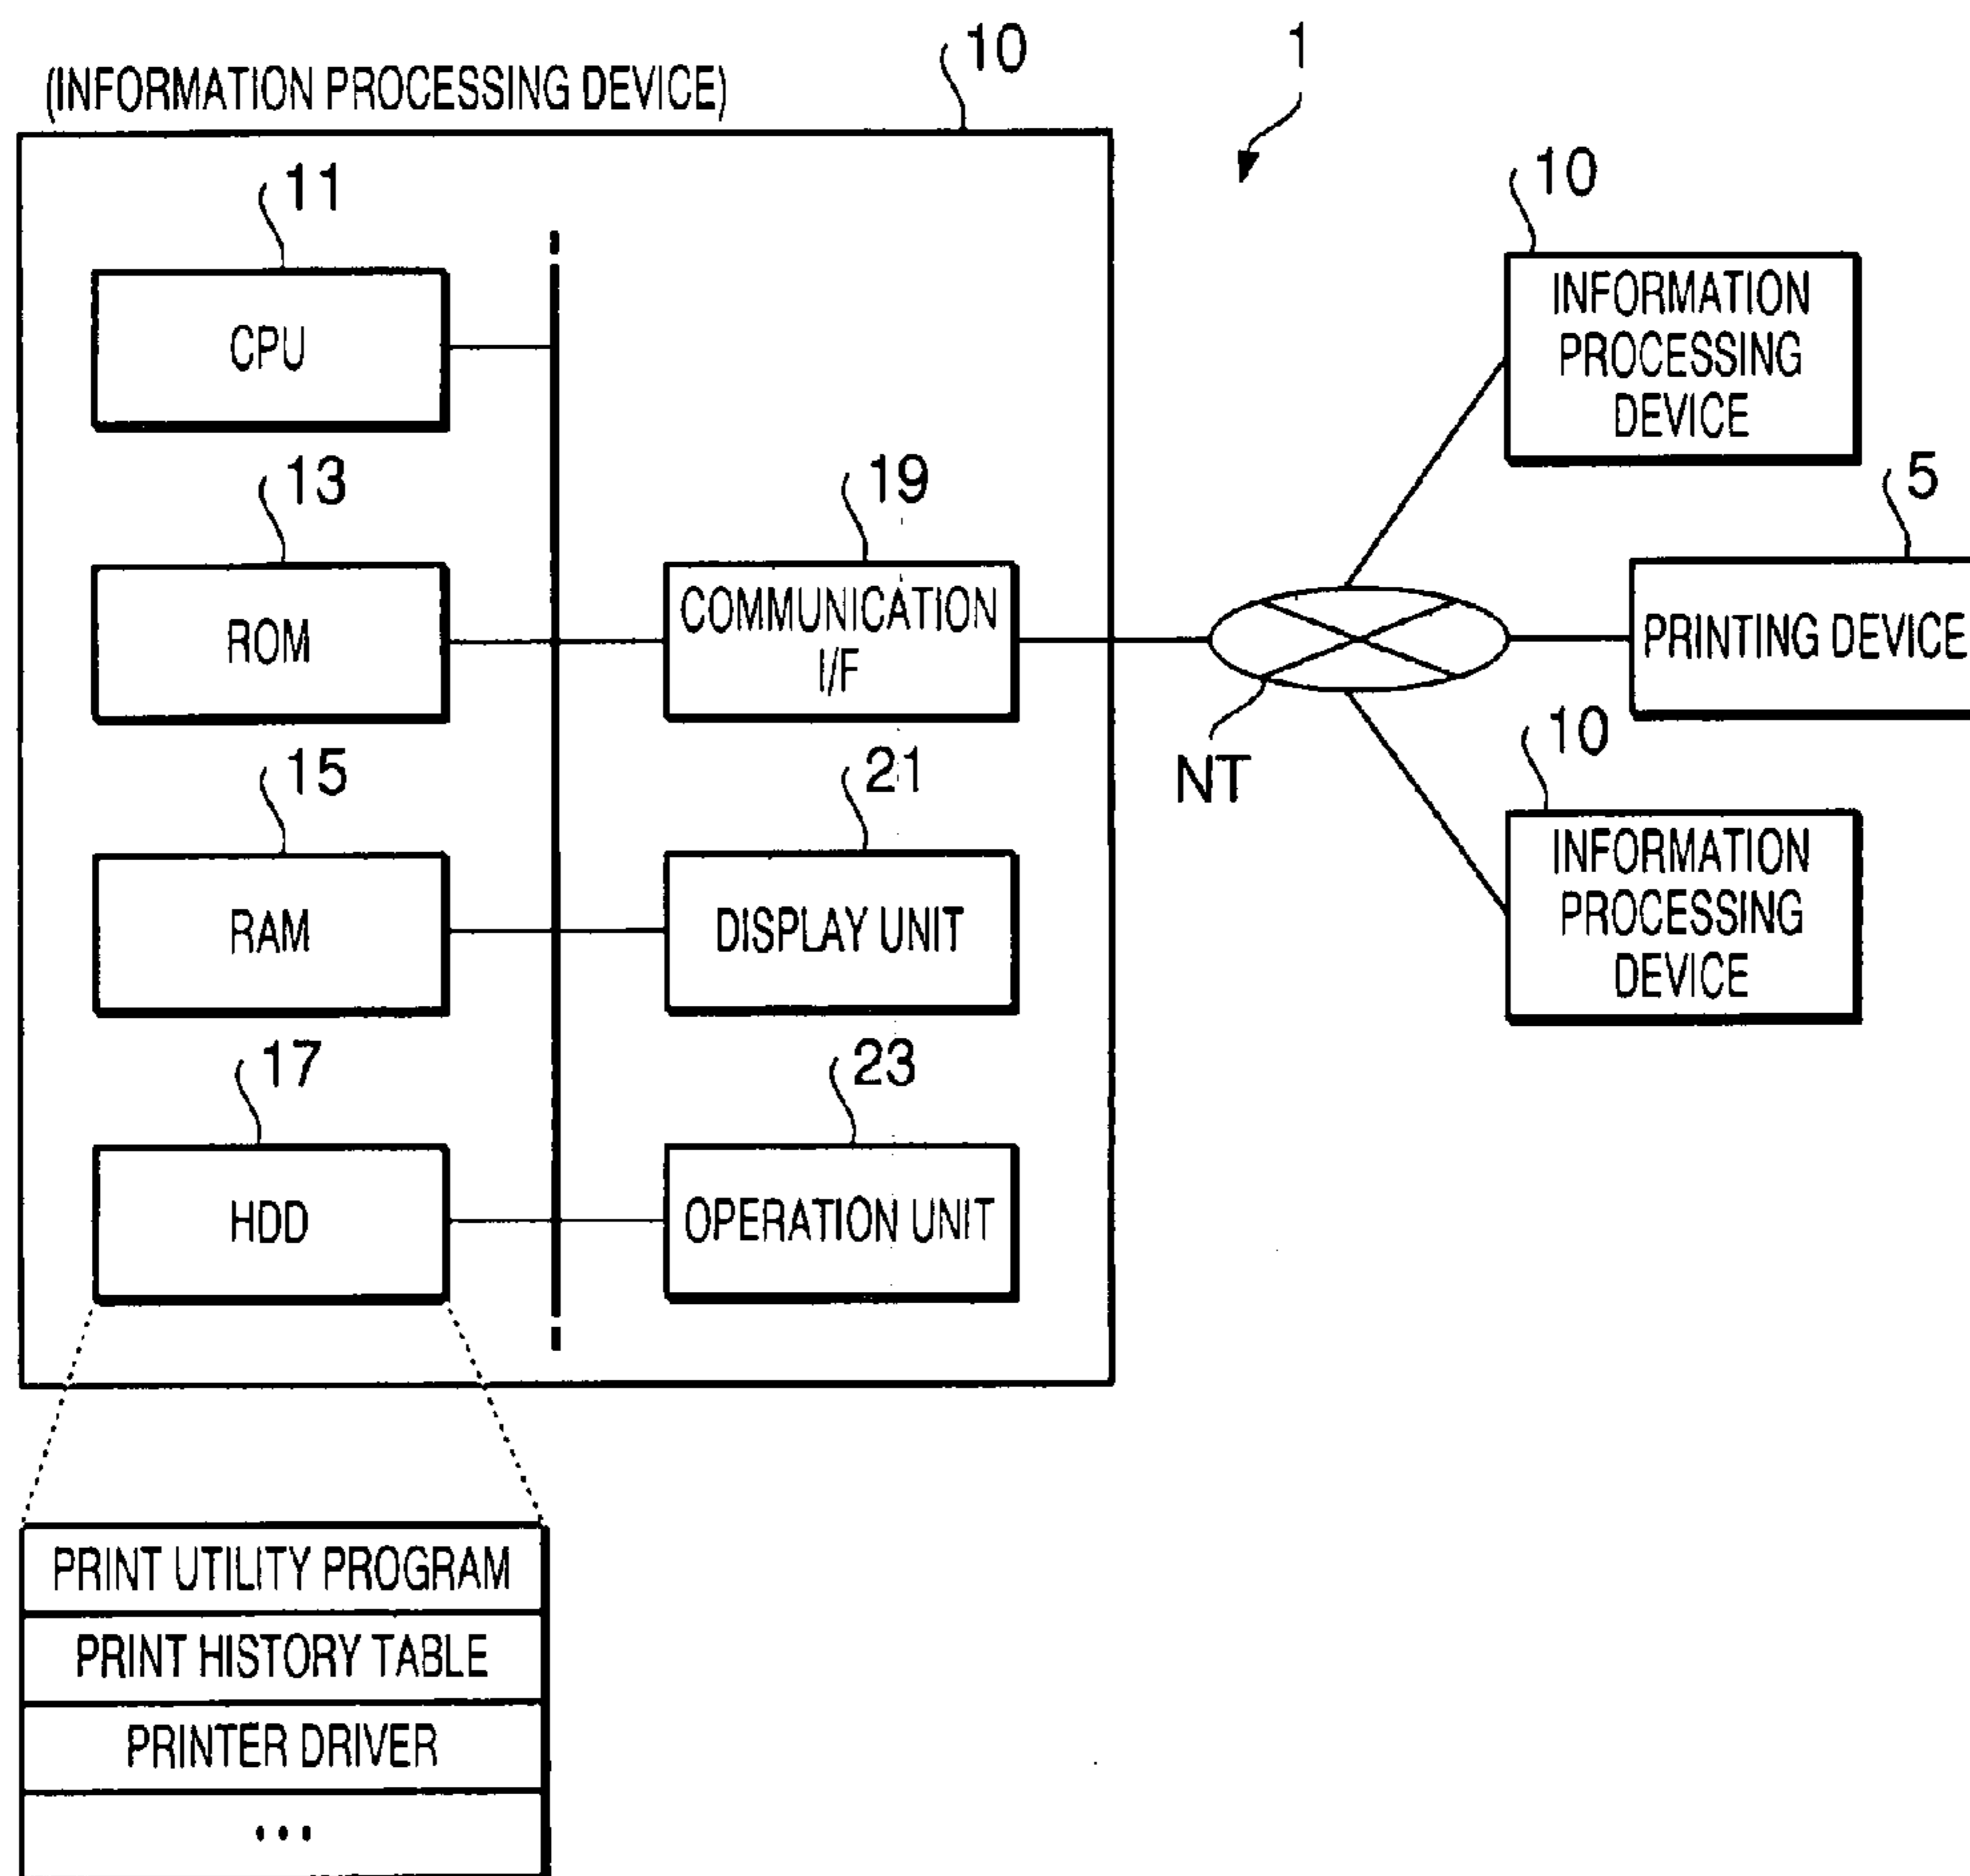 10
1
(INFORMATION PROCESSING DEVICE)
11
CPU
13
ROM
15
RAM
17
HDD
19
COMMUNICATION
I/F
21
DISPLAY UNIT
23
OPERATION UNIT
NT
10
INFORMATION
PROCESSING
DEVICE
5
PRINTING DEVICE
10
INFORMATION
PROCESSING
DEVICE
PRINT UTILITY PROGRAM
PRINT HISTORY TABLE
PRINTER DRIVER
...